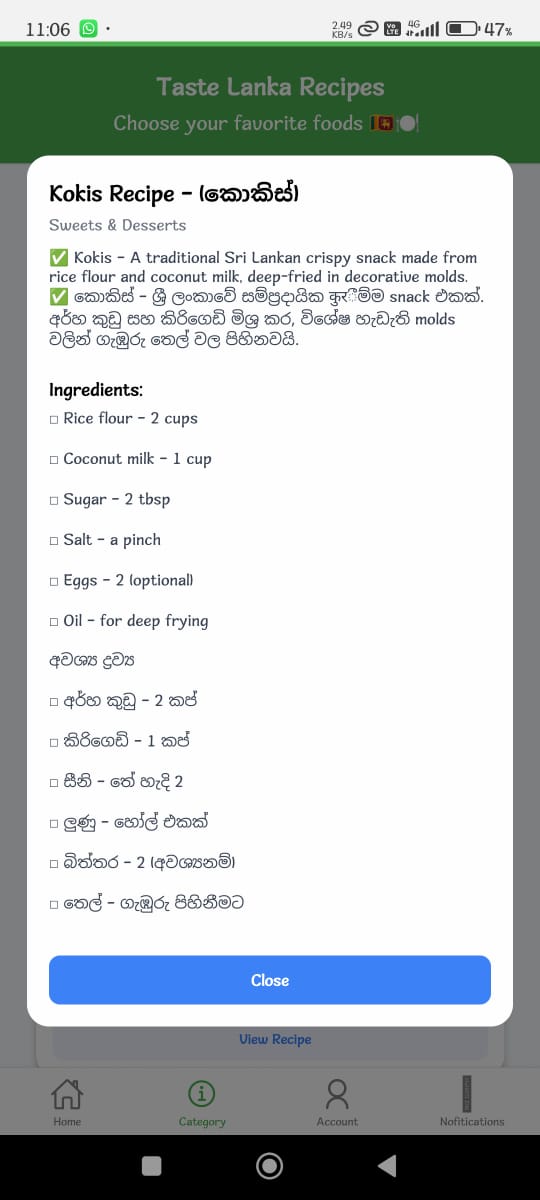 11:06
2.49 KB/s
Vo LTE
4G
47%
Taste Lanka Recipes
Choose your favorite foods 🇱🇰🍽️
Kokis Recipe - (කොකිස්)
Sweets & Desserts
✅ Kokis - A traditional Sri Lankan crispy snack made from
rice flour and coconut milk, deep-fried in decorative molds.
✅ කොකිස් - ශ්‍රී ලංකාවේ සම්ප්‍රදායික कुरීම්ම snack එකක්.
අර්හ කුඩු සහ කිරිගෙඩි මිශ්‍ර කර, විශේෂ හැඩැති molds
වලින් ගැඹුරු තෙල් වල පිහිනවයි.
Ingredients:
□ Rice flour - 2 cups
□ Coconut milk - 1 cup
□ Sugar - 2 tbsp
□ Salt - a pinch
□ Eggs - 2 (optional)
□ Oil - for deep frying
අවශ්‍ය ද්‍රව්‍ය
□ අර්හ කුඩු - 2 කප්
□ කිරිගෙඩි - 1 කප්
□ සීනි - තේ හැදි 2
□ ලුණු - හෝල් එකක්
□ බිත්තර - 2 (අවශ්‍යනම්)
□ තෙල් - ගැඹුරු පිහිනීමට
Close
View Recipe
Home
Category
Account
Nofitications